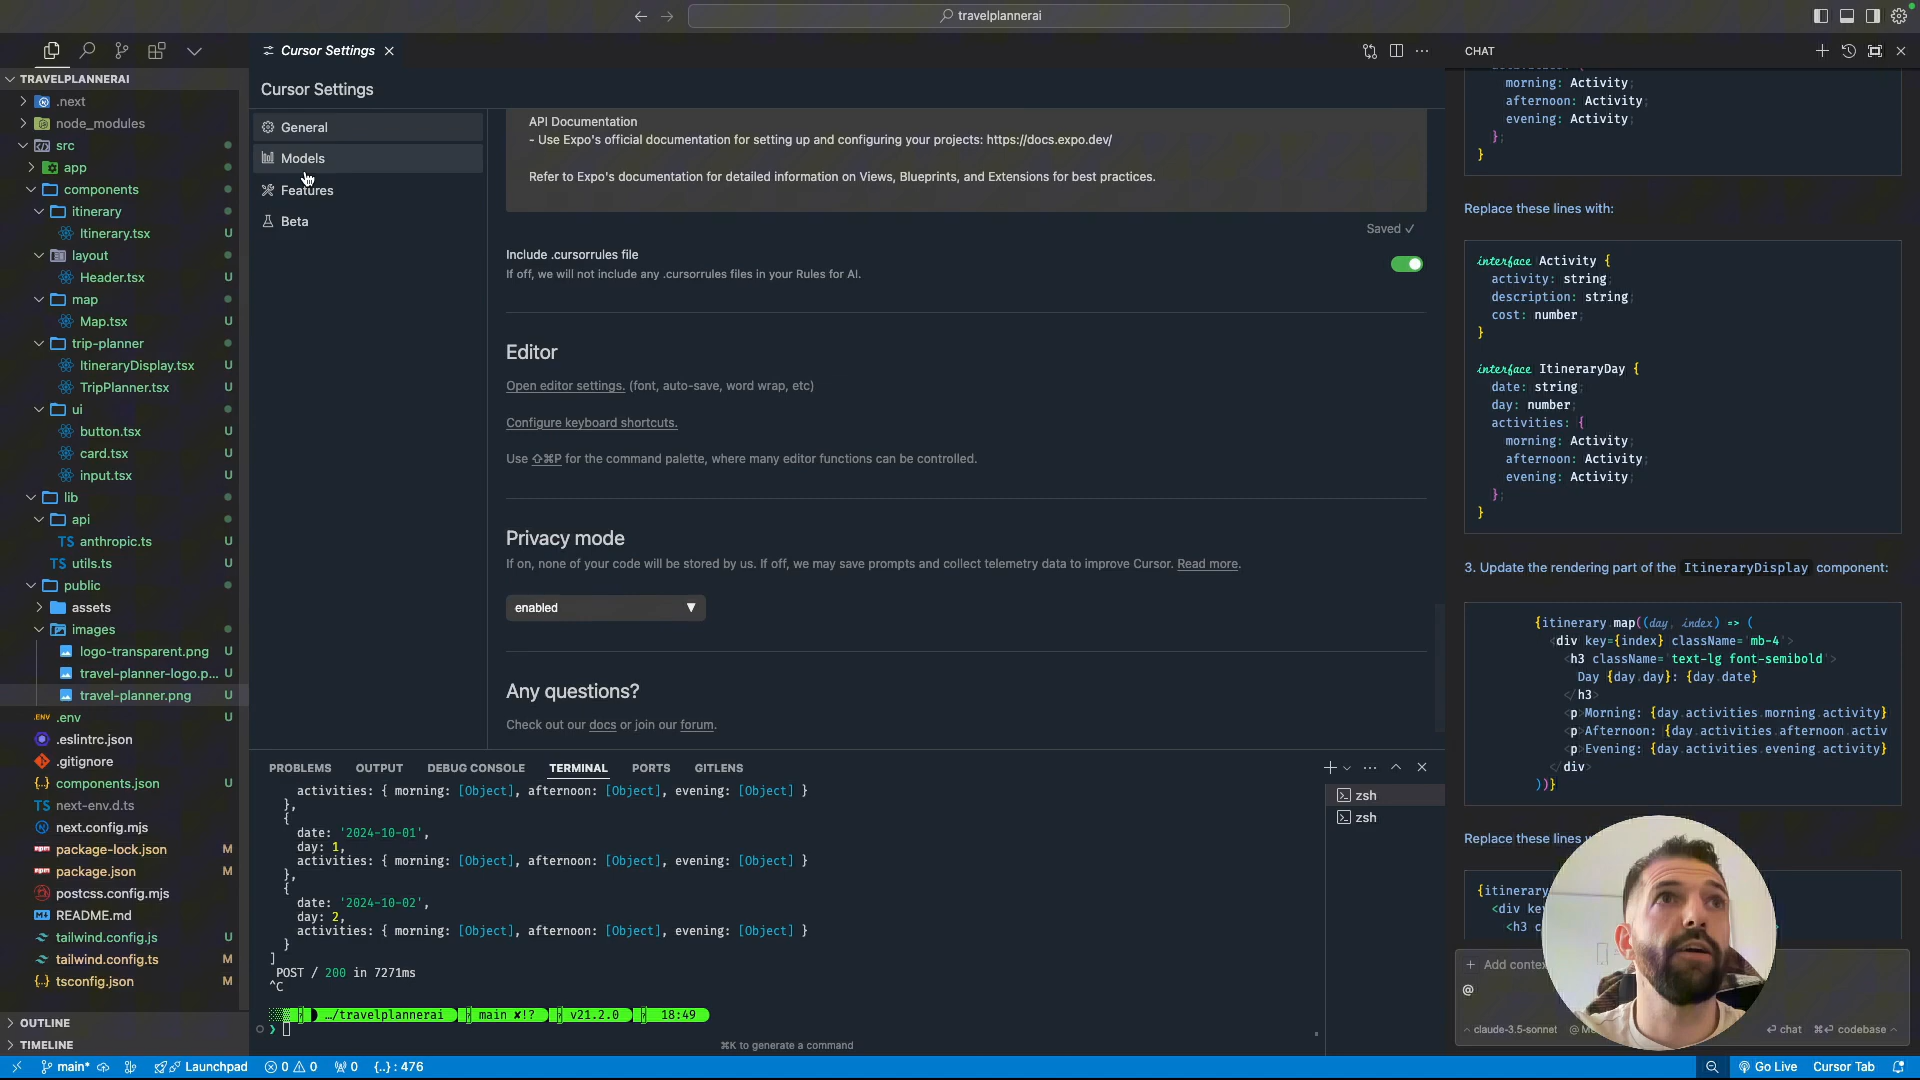 travelplannerai
Cursor Settings
CHAT
TRAVELPLANNERAI
.next
node_modules
src
app
components
itinerary
Itinerary.tsx U
layout
Header.tsx U
map
Map.tsx U
trip-planner
ItineraryDisplay.tsx U
TripPlanner.tsx U
ui
button.tsx U
card.tsx U
input.tsx U
lib
api
TS anthropic.ts U
TS utils.ts U
public
assets
images
logo-transparent.png U
travel-planner-logo.p... U
travel-planner.png U
.ENV .env U
.eslintrc.json
.gitignore
{} components.json U
TS next-env.d.ts
next.config.mjs
package-lock.json M
package.json M
postcss.config.mjs
README.md
tailwind.config.js U
tailwind.config.ts M
{} tsconfig.json M
OUTLINE
TIMELINE
Cursor Settings
General
Models
Features
Beta
API Documentation
- Use Expo's official documentation for setting up and configuring your projects: https://docs.expo.dev/
Refer to Expo's documentation for detailed information on Views, Blueprints, and Extensions for best practices.
Saved ✓
Include .cursorrules file
If off, we will not include any .cursorrules files in your Rules for AI.
Editor
Open editor settings. (font, auto-save, word wrap, etc)
Configure keyboard shortcuts.
Use ⇧⌘P for the command palette, where many editor functions can be controlled.
Privacy mode
If on, none of your code will be stored by us. If off, we may save prompts and collect telemetry data to improve Cursor. Read more.
enabled
Any questions?
Check out our docs or join our forum.
PROBLEMS OUTPUT DEBUG CONSOLE TERMINAL PORTS GITLENS
activities: { morning: [Object], afternoon: [Object], evening: [Object] }
},
{
date: '2024-10-01',
day: 1,
activities: { morning: [Object], afternoon: [Object], evening: [Object] }
},
{
date: '2024-10-02',
day: 2,
activities: { morning: [Object], afternoon: [Object], evening: [Object] }
}
]
POST / 200 in 7271ms
^C
…/travelplannerai main ✘!? v21.2.0 18:49
❯
⌘K to generate a command
zsh
zsh
morning: Activity;
afternoon: Activity;
evening: Activity;
};
}
Replace these lines with:
interface Activity {
activity: string;
description: string;
cost: number;
}
interface ItineraryDay {
date: string;
day: number;
activities: {
morning: Activity;
afternoon: Activity;
evening: Activity;
};
}
3. Update the rendering part of the ItineraryDisplay component:
{itinerary.map((day, index) => (
<div key={index} className="mb-4">
<h3 className="text-lg font-semibold">
Day {day.day}: {day.date}
</h3>
<p>Morning: {day.activities.morning.activity}
<p>Afternoon: {day.activities.afternoon.activ
<p>Evening: {day.activities.evening.activity}
</div>
))}
Replace these lines
{itinerary
<div key
<h3 c
+ Add contex
@
claude-3.5-sonnet @ Me
chat ⌘ codebase
main* Launchpad 0 0 0 {..} : 476
Go Live Cursor Tab